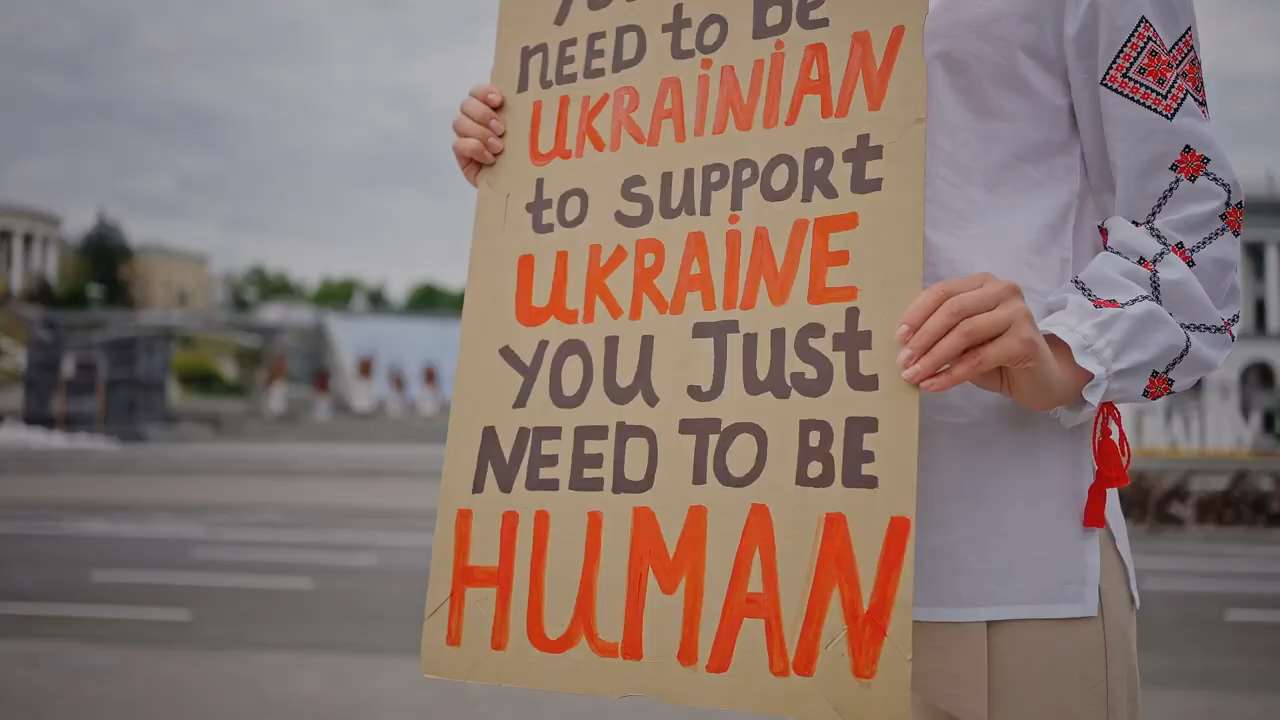 NEED to BE
UKRAiNiAN
to SUPPORt
UKRAiNE
YOU JUSt
NEED TO BE
HUMAN